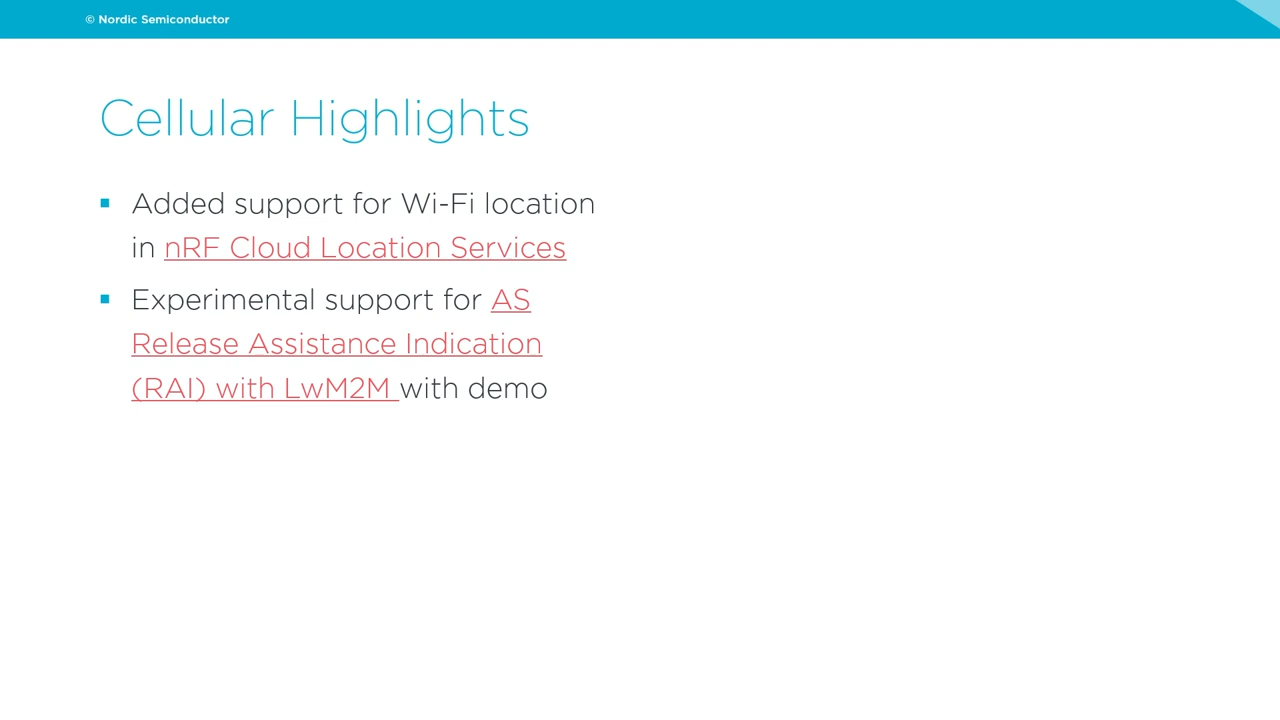 © Nordic Semiconductor
Cellular Highlights
▪ Added support for Wi-Fi location
in nRF Cloud Location Services
▪ Experimental support for AS
Release Assistance Indication
(RAI) with LwM2M with demo